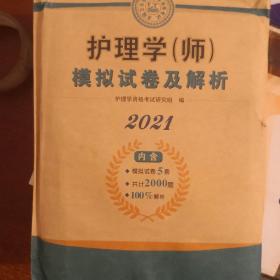 护理学(师)
模拟试卷及解析
护理学资格考试研究组 编
2021
内含
模拟试卷5套
共计2000题
100%解析